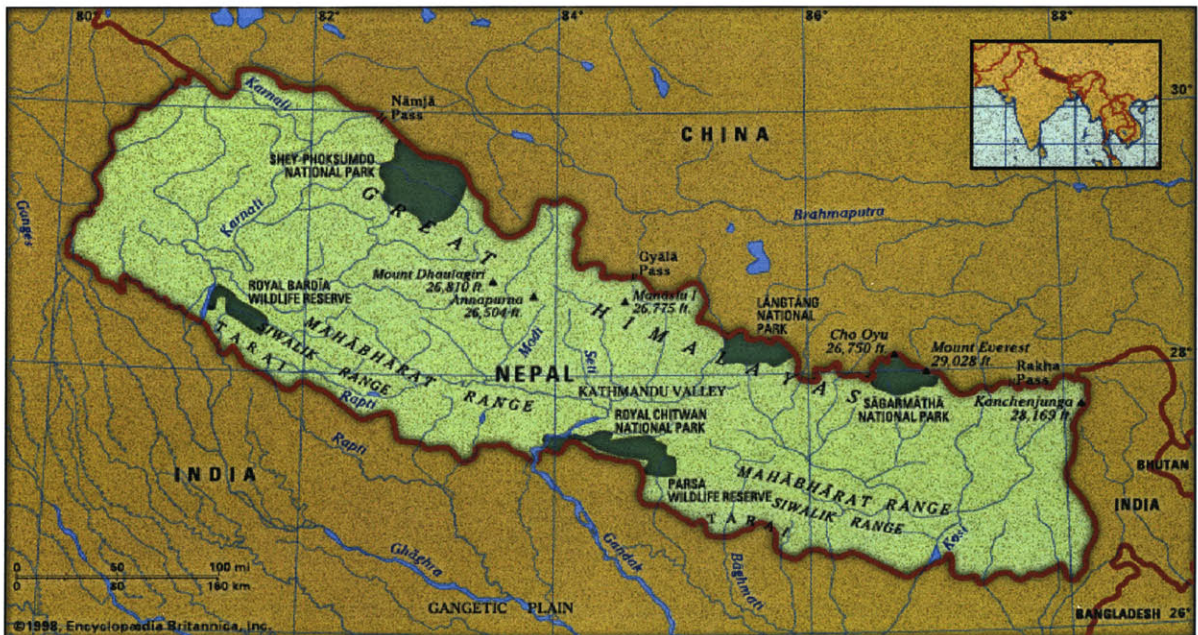 80°
82°
84°
86°
88°
30°
Karnali
Nāmjā
Pass
CHINA
SHEY-PHOKSUMDO
NATIONAL PARK
Ganges
Karnali
GREAT HIMALAYAS
Brahmaputra
Gyālā
Pass
Mount Dhaulagiri
26,810 ft.
Annapurna
26,504 ft.
Manaslu I
26,775 ft.
ROYAL BARDĪA
WILDLIFE RESERVE
LĀNGTĀNG
NATIONAL
PARK
Cho Oyu
26,750 ft.
Mount Everest
29,028 ft.
Rakha
Pass
28°
TARAI
SIWALIK
RANGE
MĀHĀBHĀRAT
RANGE
Modi
Seti
NEPAL
KATHMANDU VALLEY
SĀGARMĀTHĀ
NATIONAL PARK
Kanchenjunga
28,169 ft.
Rapti
Rapti
ROYAL CHITWAN
NATIONAL PARK
INDIA
BHUTAN
INDIA
PARSA
WILDLIFE RESERVE
MAHĀBHĀRAT RANGE
SIWALIK RANGE
TARAI
Kosi
Ghāghra
Gandak
Bāghmati
0 50 100 mi
0 80 160 km
GANGETIC PLAIN
BANGLADESH
26°
©1998, Encyclopædia Britannica, Inc.